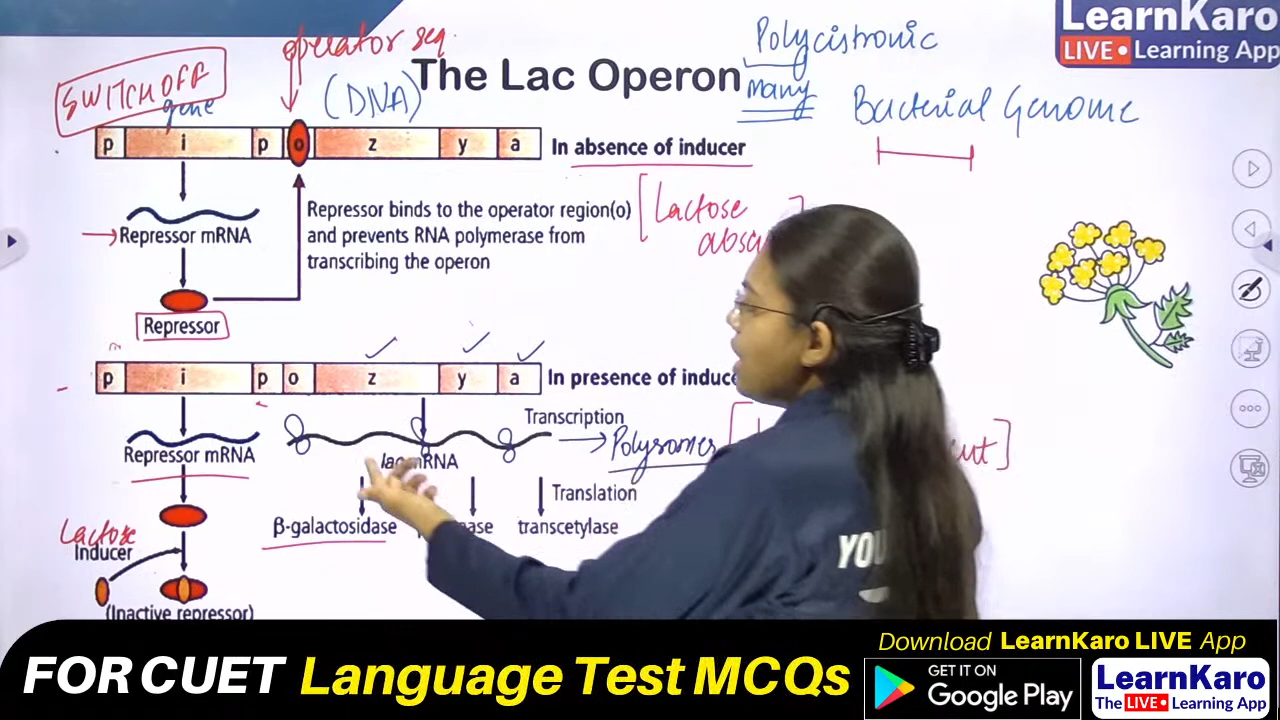 LearnKaro
LIVE • Learning App
operator seq.
Polycistronic
SWITCH OFF
gene
(DNA)
The Lac Operon
many
Bacterial Genome
p i p o z y a
In absence of inducer
Repressor binds to the operator region(o)
and prevents RNA polymerase from
transcribing the operon
[Lactose
Repressor mRNA
Repressor
p i p o z y a
In presence of
Transcription
Polysomes
Repressor mRNA
Translation
β-galactosidase
transcetylase
Lactose
Inducer
(Inactive repressor)
YOU
FOR CUET Language Test MCQs
Download LearnKaro LIVE App
GET IT ON
Google Play
LearnKaro
The LIVE • Learning App